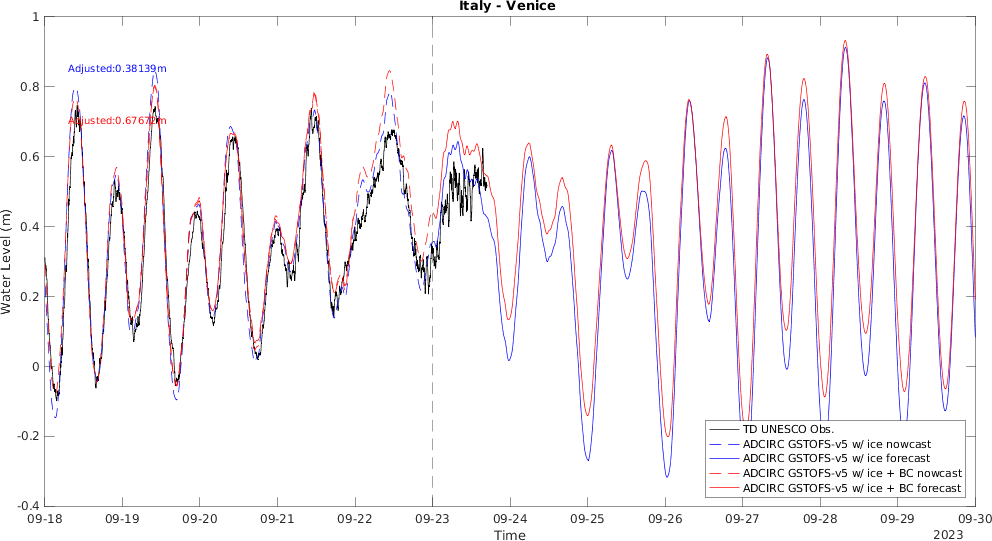 Italy - Venice
Adjusted:0.38139m
Adjusted:0.67672m
Water Level (m)
1
0.8
0.6
0.4
0.2
0
-0.2
-0.4
TD UNESCO Obs.
ADCIRC GSTOFS-v5 w/ ice nowcast
ADCIRC GSTOFS-v5 w/ ice forecast
ADCIRC GSTOFS-v5 w/ ice + BC nowcast
ADCIRC GSTOFS-v5 w/ ice + BC forecast
09-18 09-19 09-20 09-21 09-22 09-23 09-24 09-25 09-26 09-27 09-28 09-29 09-30
Time
2023